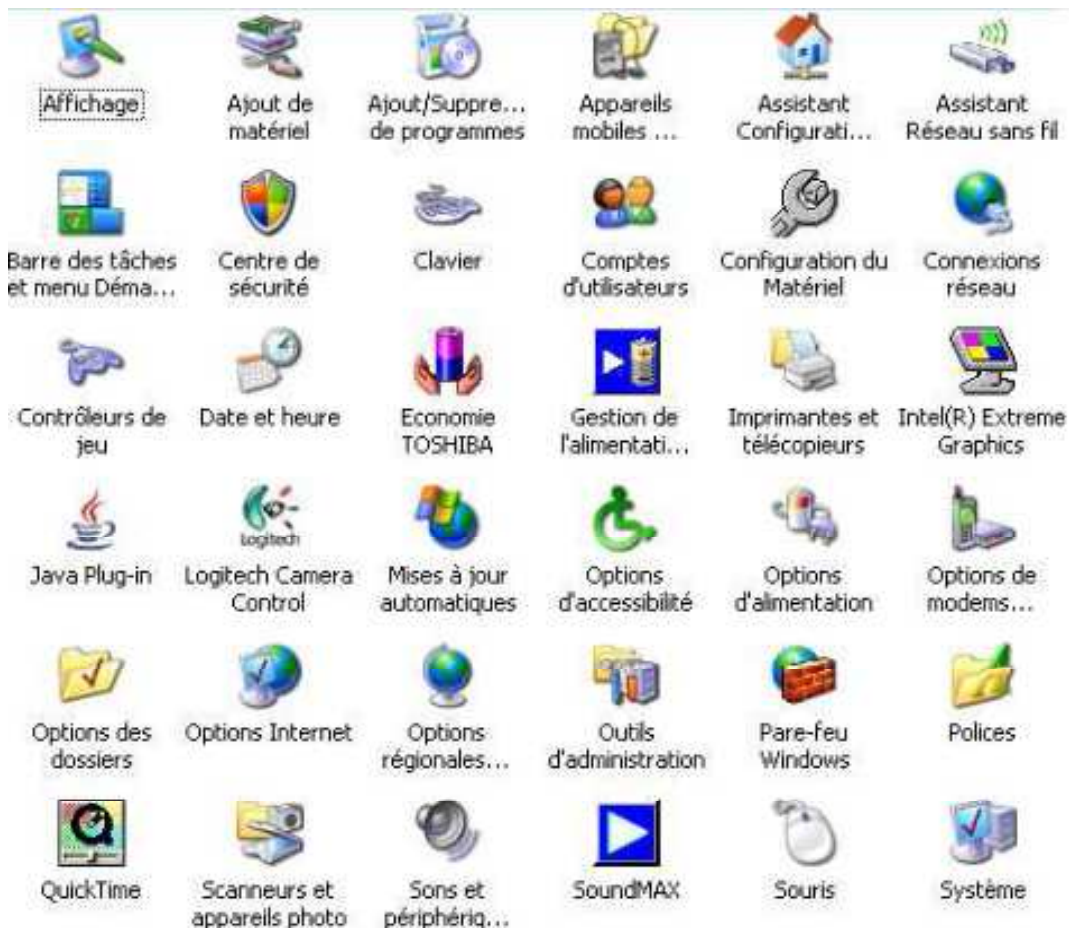 Affichage
Ajout de
matériel
Ajout/Suppre...
de programmes
Appareils
mobiles ...
Assistant
Configurati...
Assistant
Réseau sans fil
Barre des tâches
et menu Déma...
Centre de
sécurité
Clavier
Comptes
d'utilisateurs
Configuration du
Matériel
Connexions
réseau
Contrôleurs de
jeu
Date et heure
Economie
TOSHIBA
Gestion de
l'alimentati...
Imprimantes et
télécopieurs
Intel(R) Extreme
Graphics
Java Plug-in
Logitech
Logitech Camera
Control
Mises à jour
automatiques
Options
d'accessibilité
Options
d'alimentation
Options de
modems...
Options des
dossiers
Options Internet
Options
régionales...
Outils
d'administration
Pare-feu
Windows
Polices
QuickTime
Scanneurs et
appareils photo
Sons et
périphériq...
SoundMAX
Souris
Système